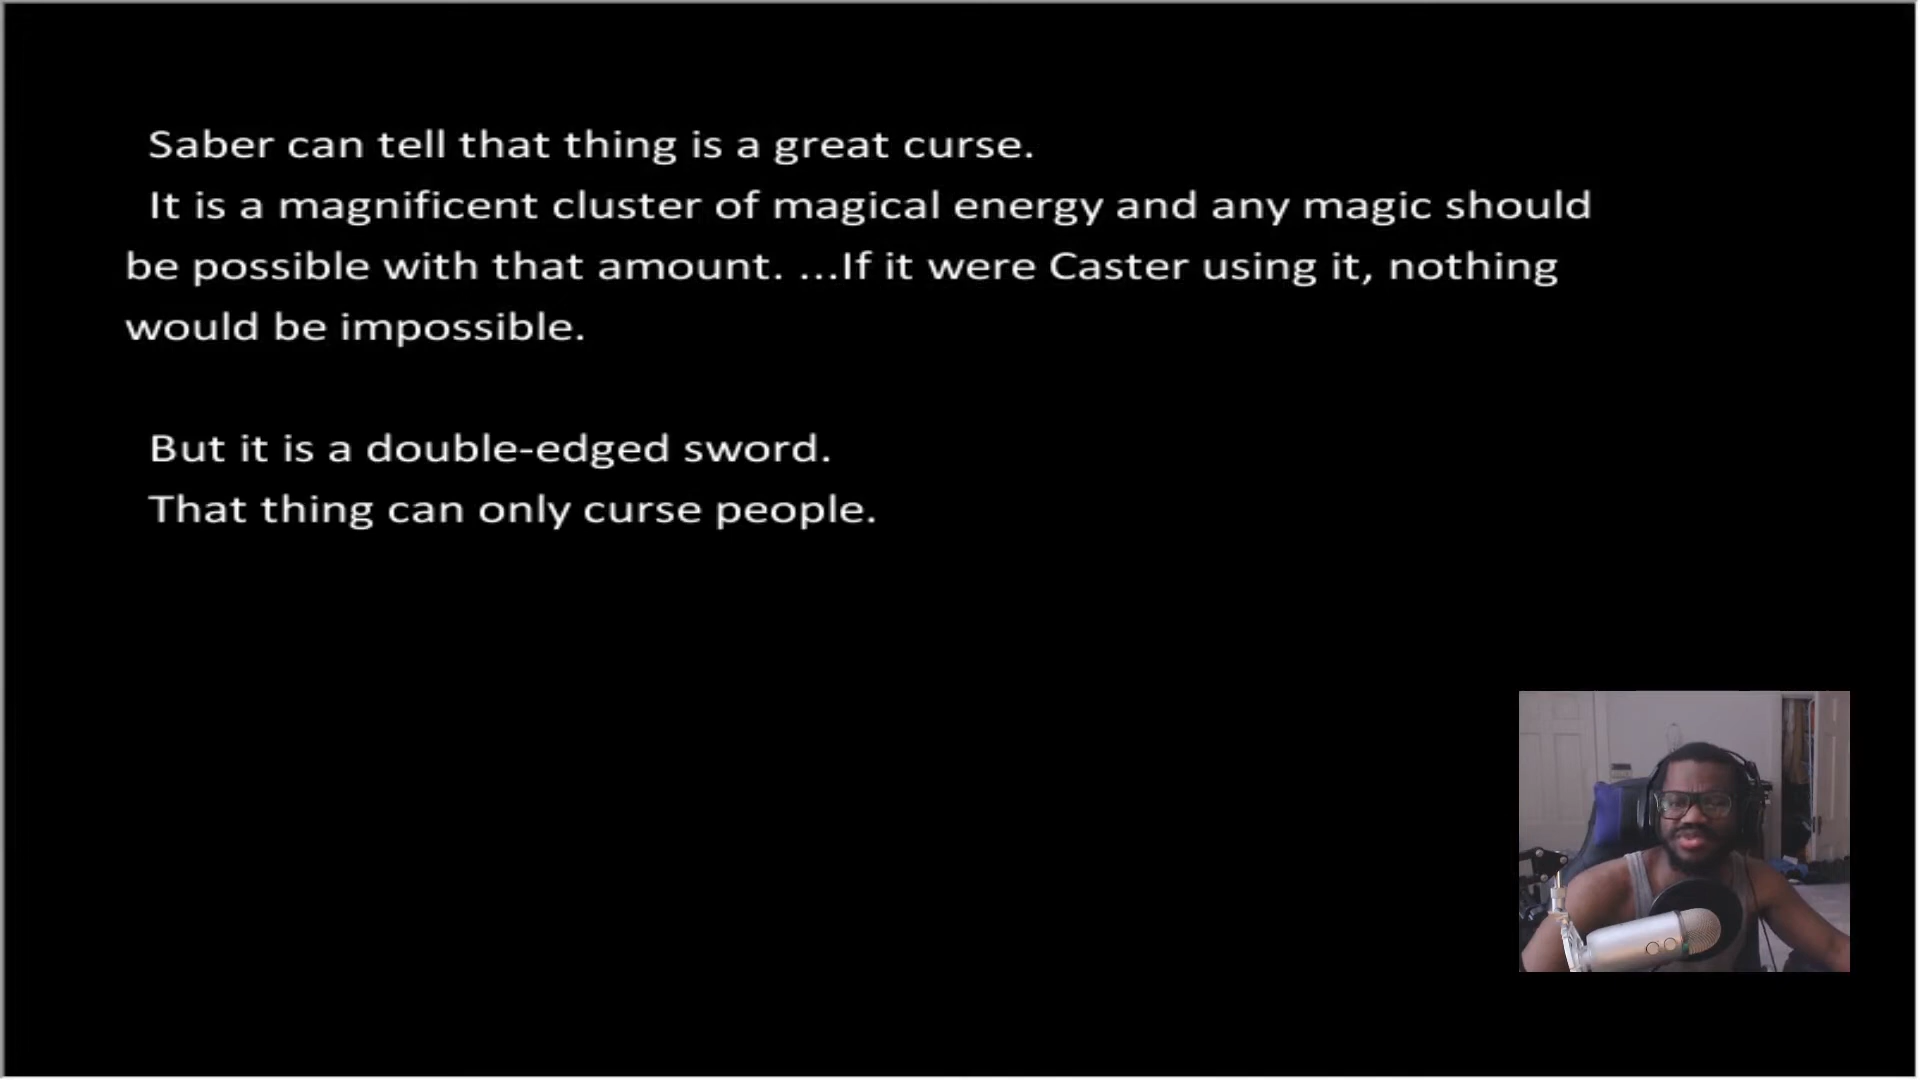 Saber can tell that thing is a great curse.
It is a magnificent cluster of magical energy and any magic should
be possible with that amount. ...If it were Caster using it, nothing
would be impossible.
But it is a double-edged sword.
That thing can only curse people.